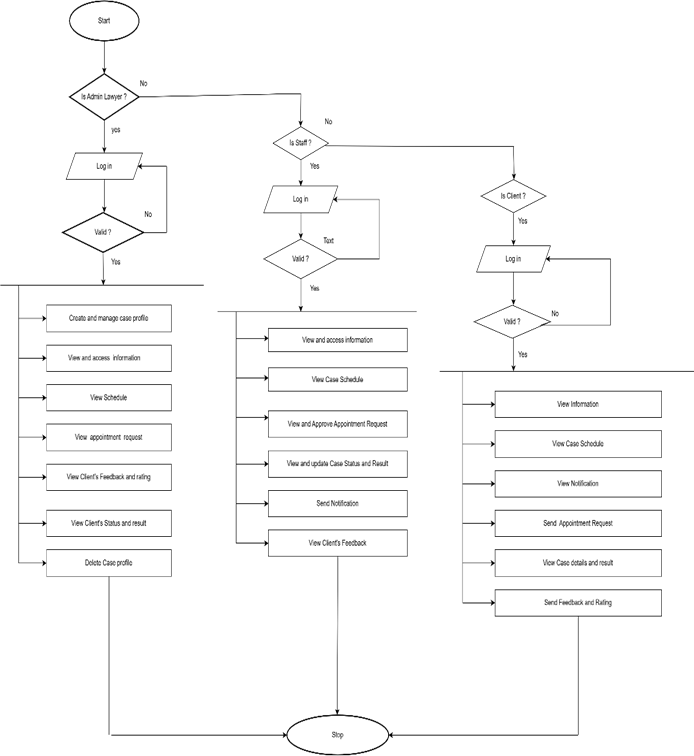 Start
Is Admin Lawyer ?
No
yes
Log in
No
Valid ?
Yes
Create and manage case profile
View and access information
View Schedule
View appointment request
View Client's Feedback and rating
View Client's Status and result
Delete Case profile
No
Is Staff ?
Yes
Log in
Text
Valid ?
Yes
View and access information
View Case Schedule
View and Approve Appointment Request
View and update Case Status and Result
Send Notification
View Client's Feedback
Is Client ?
Yes
Log in
No
Valid ?
Yes
View Information
View Case Schedule
View Notification
Send Appointment Request
View Case details and result
Send Feedback and Rating
Stop